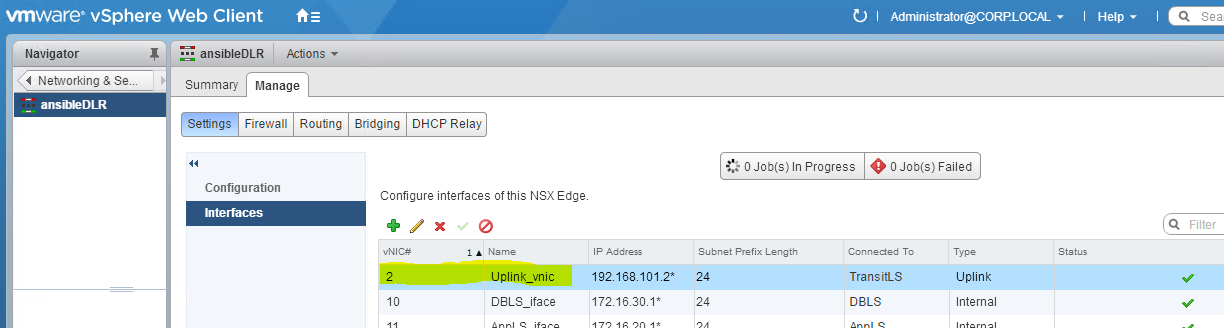 vmware® vSphere Web Client
Administrator@CORP.LOCAL
Help
Navigator
Networking & Se...
ansibleDLR
ansibleDLR Actions
Summary Manage
Settings Firewall Routing Bridging DHCP Relay
0 Job(s) In Progress 0 Job(s) Failed
Configuration
Interfaces
Configure interfaces of this NSX Edge.
Filter
vNIC# 1 Name IP Address Subnet Prefix Length Connected To Type Status
2 Uplink_vnic 192.168.101.2* 24 TransitLS Uplink
10 DBLS_iface 172.16.30.1* 24 DBLS Internal
11 AppLS_iface 172.16.20.1* 24 AppLS Internal